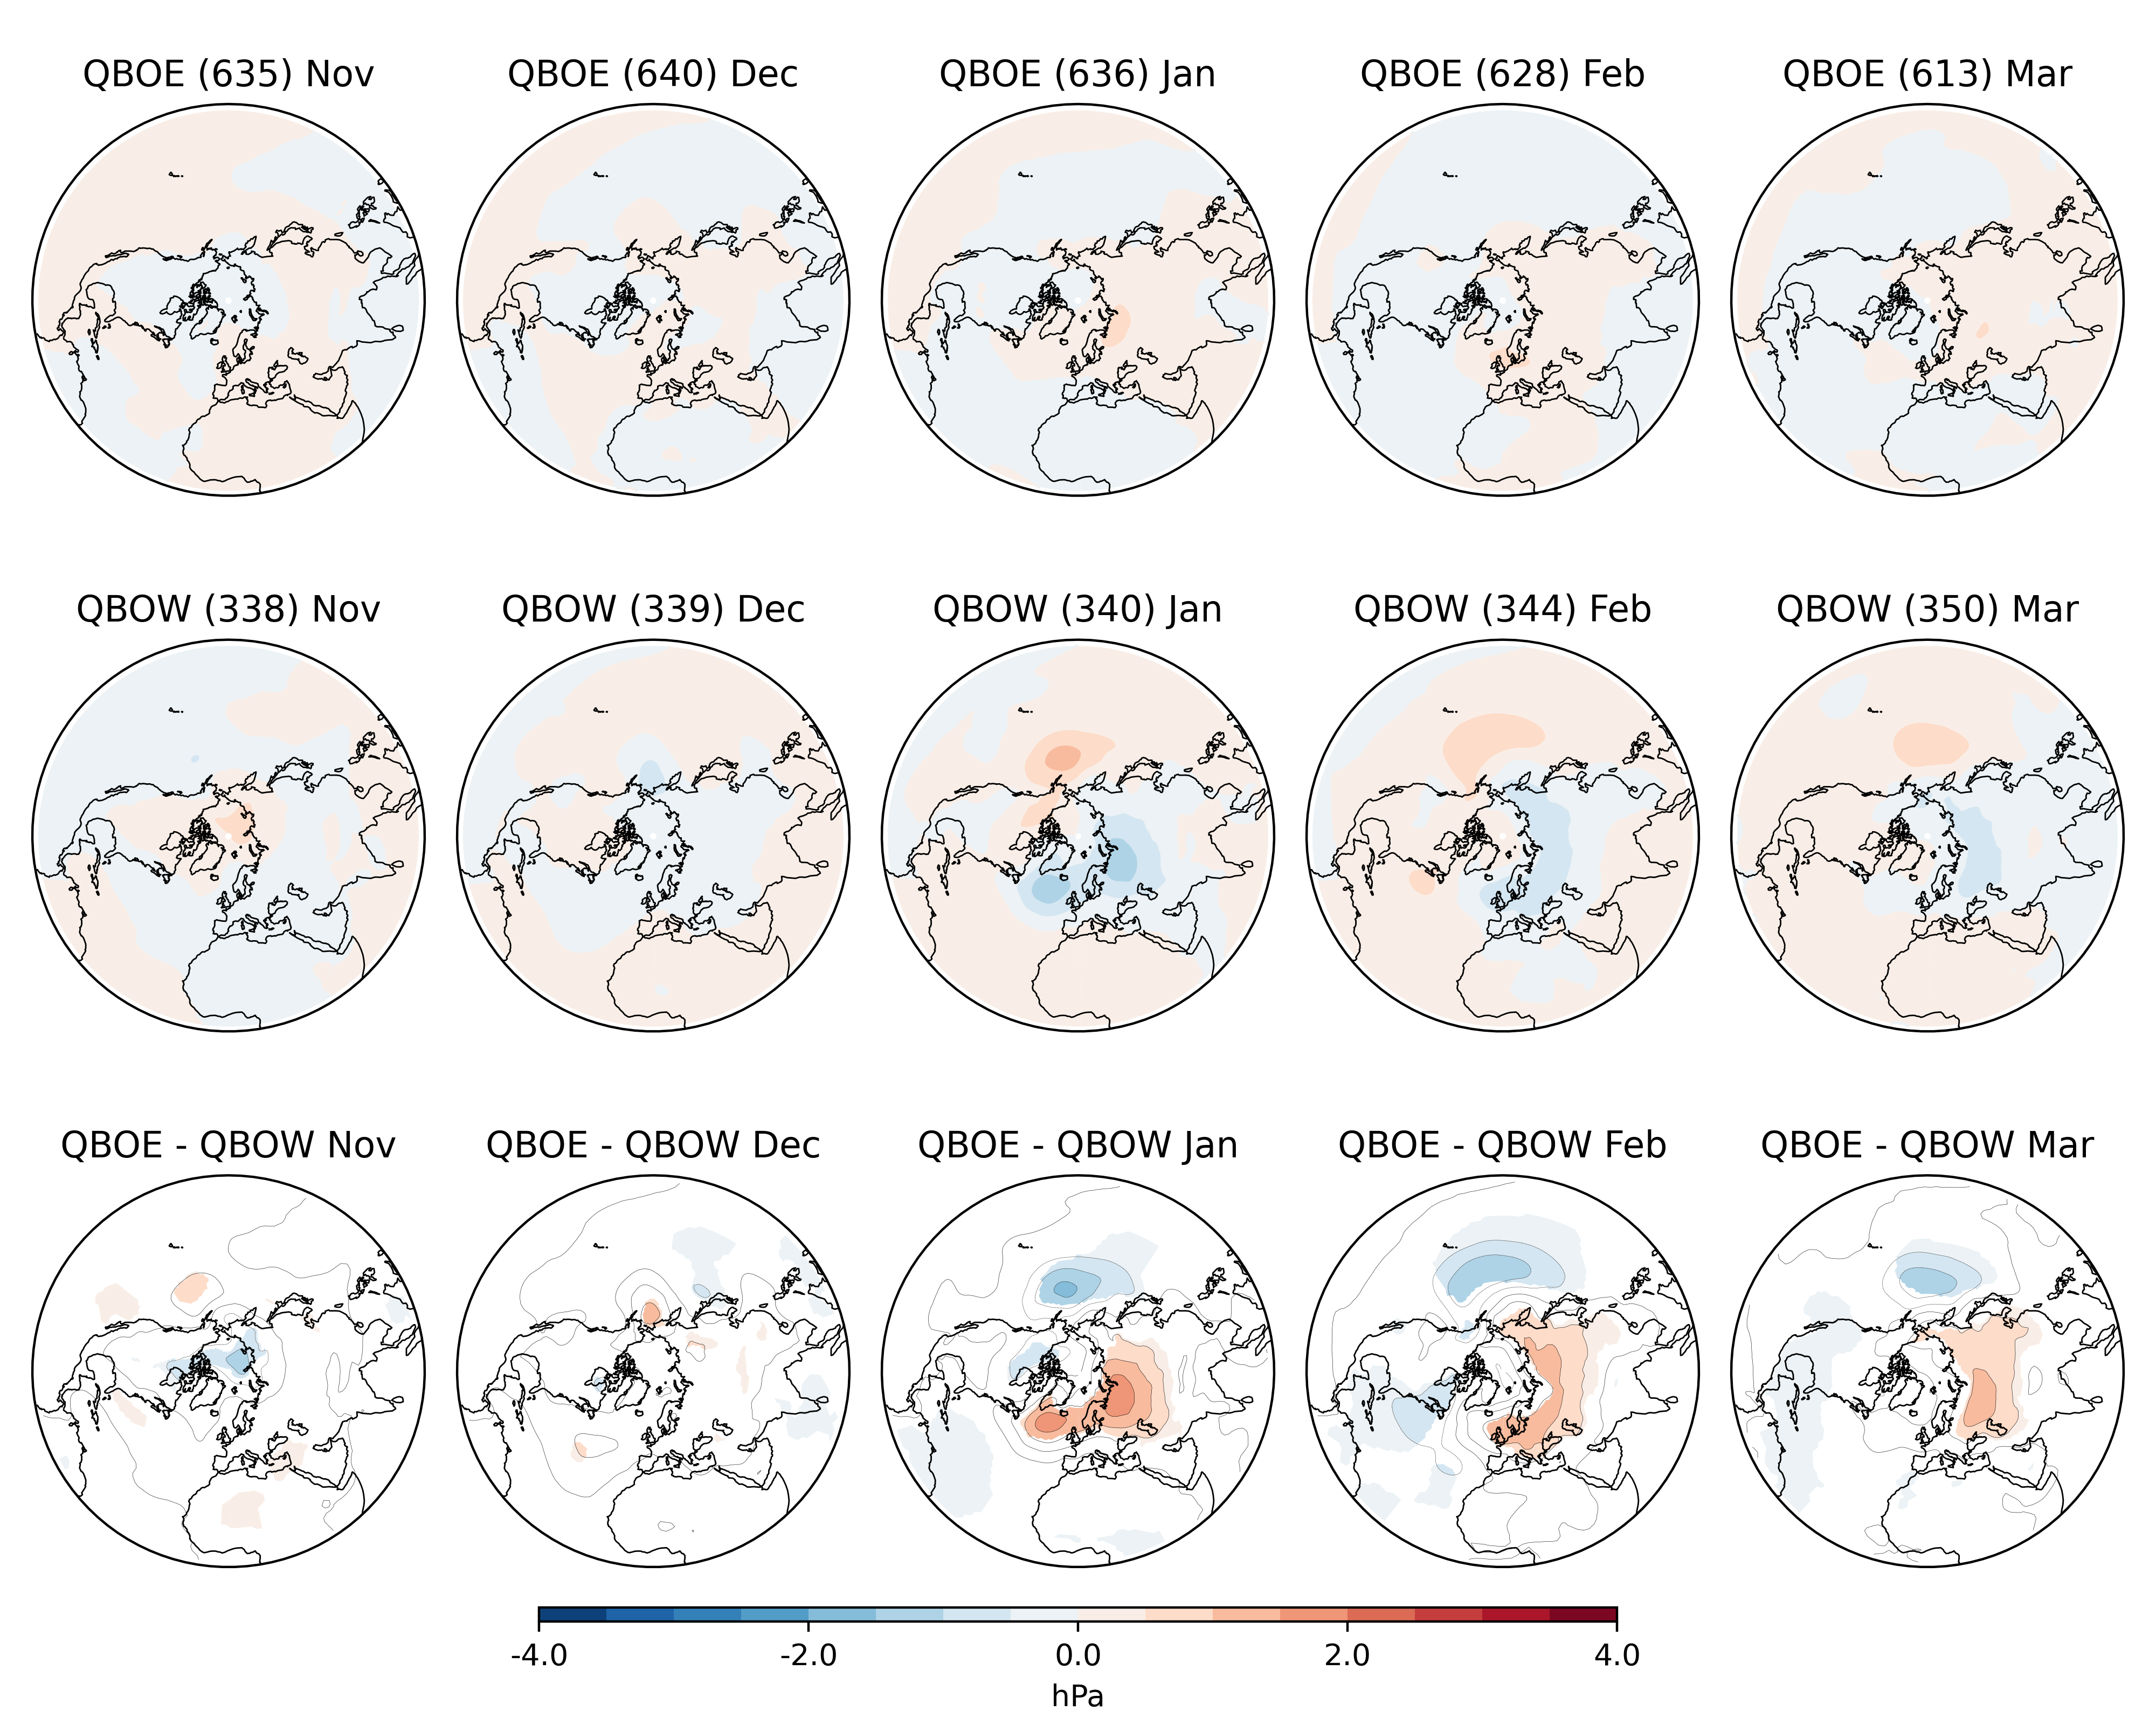 QBOE (635) Nov
QBOE (640) Dec
QBOE (636) Jan
QBOE (628) Feb
QBOE (613) Mar
QBOW (338) Nov
QBOW (339) Dec
QBOW (340) Jan
QBOW (344) Feb
QBOW (350) Mar
QBOE - QBOW Nov
QBOE - QBOW Dec
QBOE - QBOW Jan
QBOE - QBOW Feb
QBOE - QBOW Mar
-4.0
-2.0
0.0
2.0
4.0
hPa